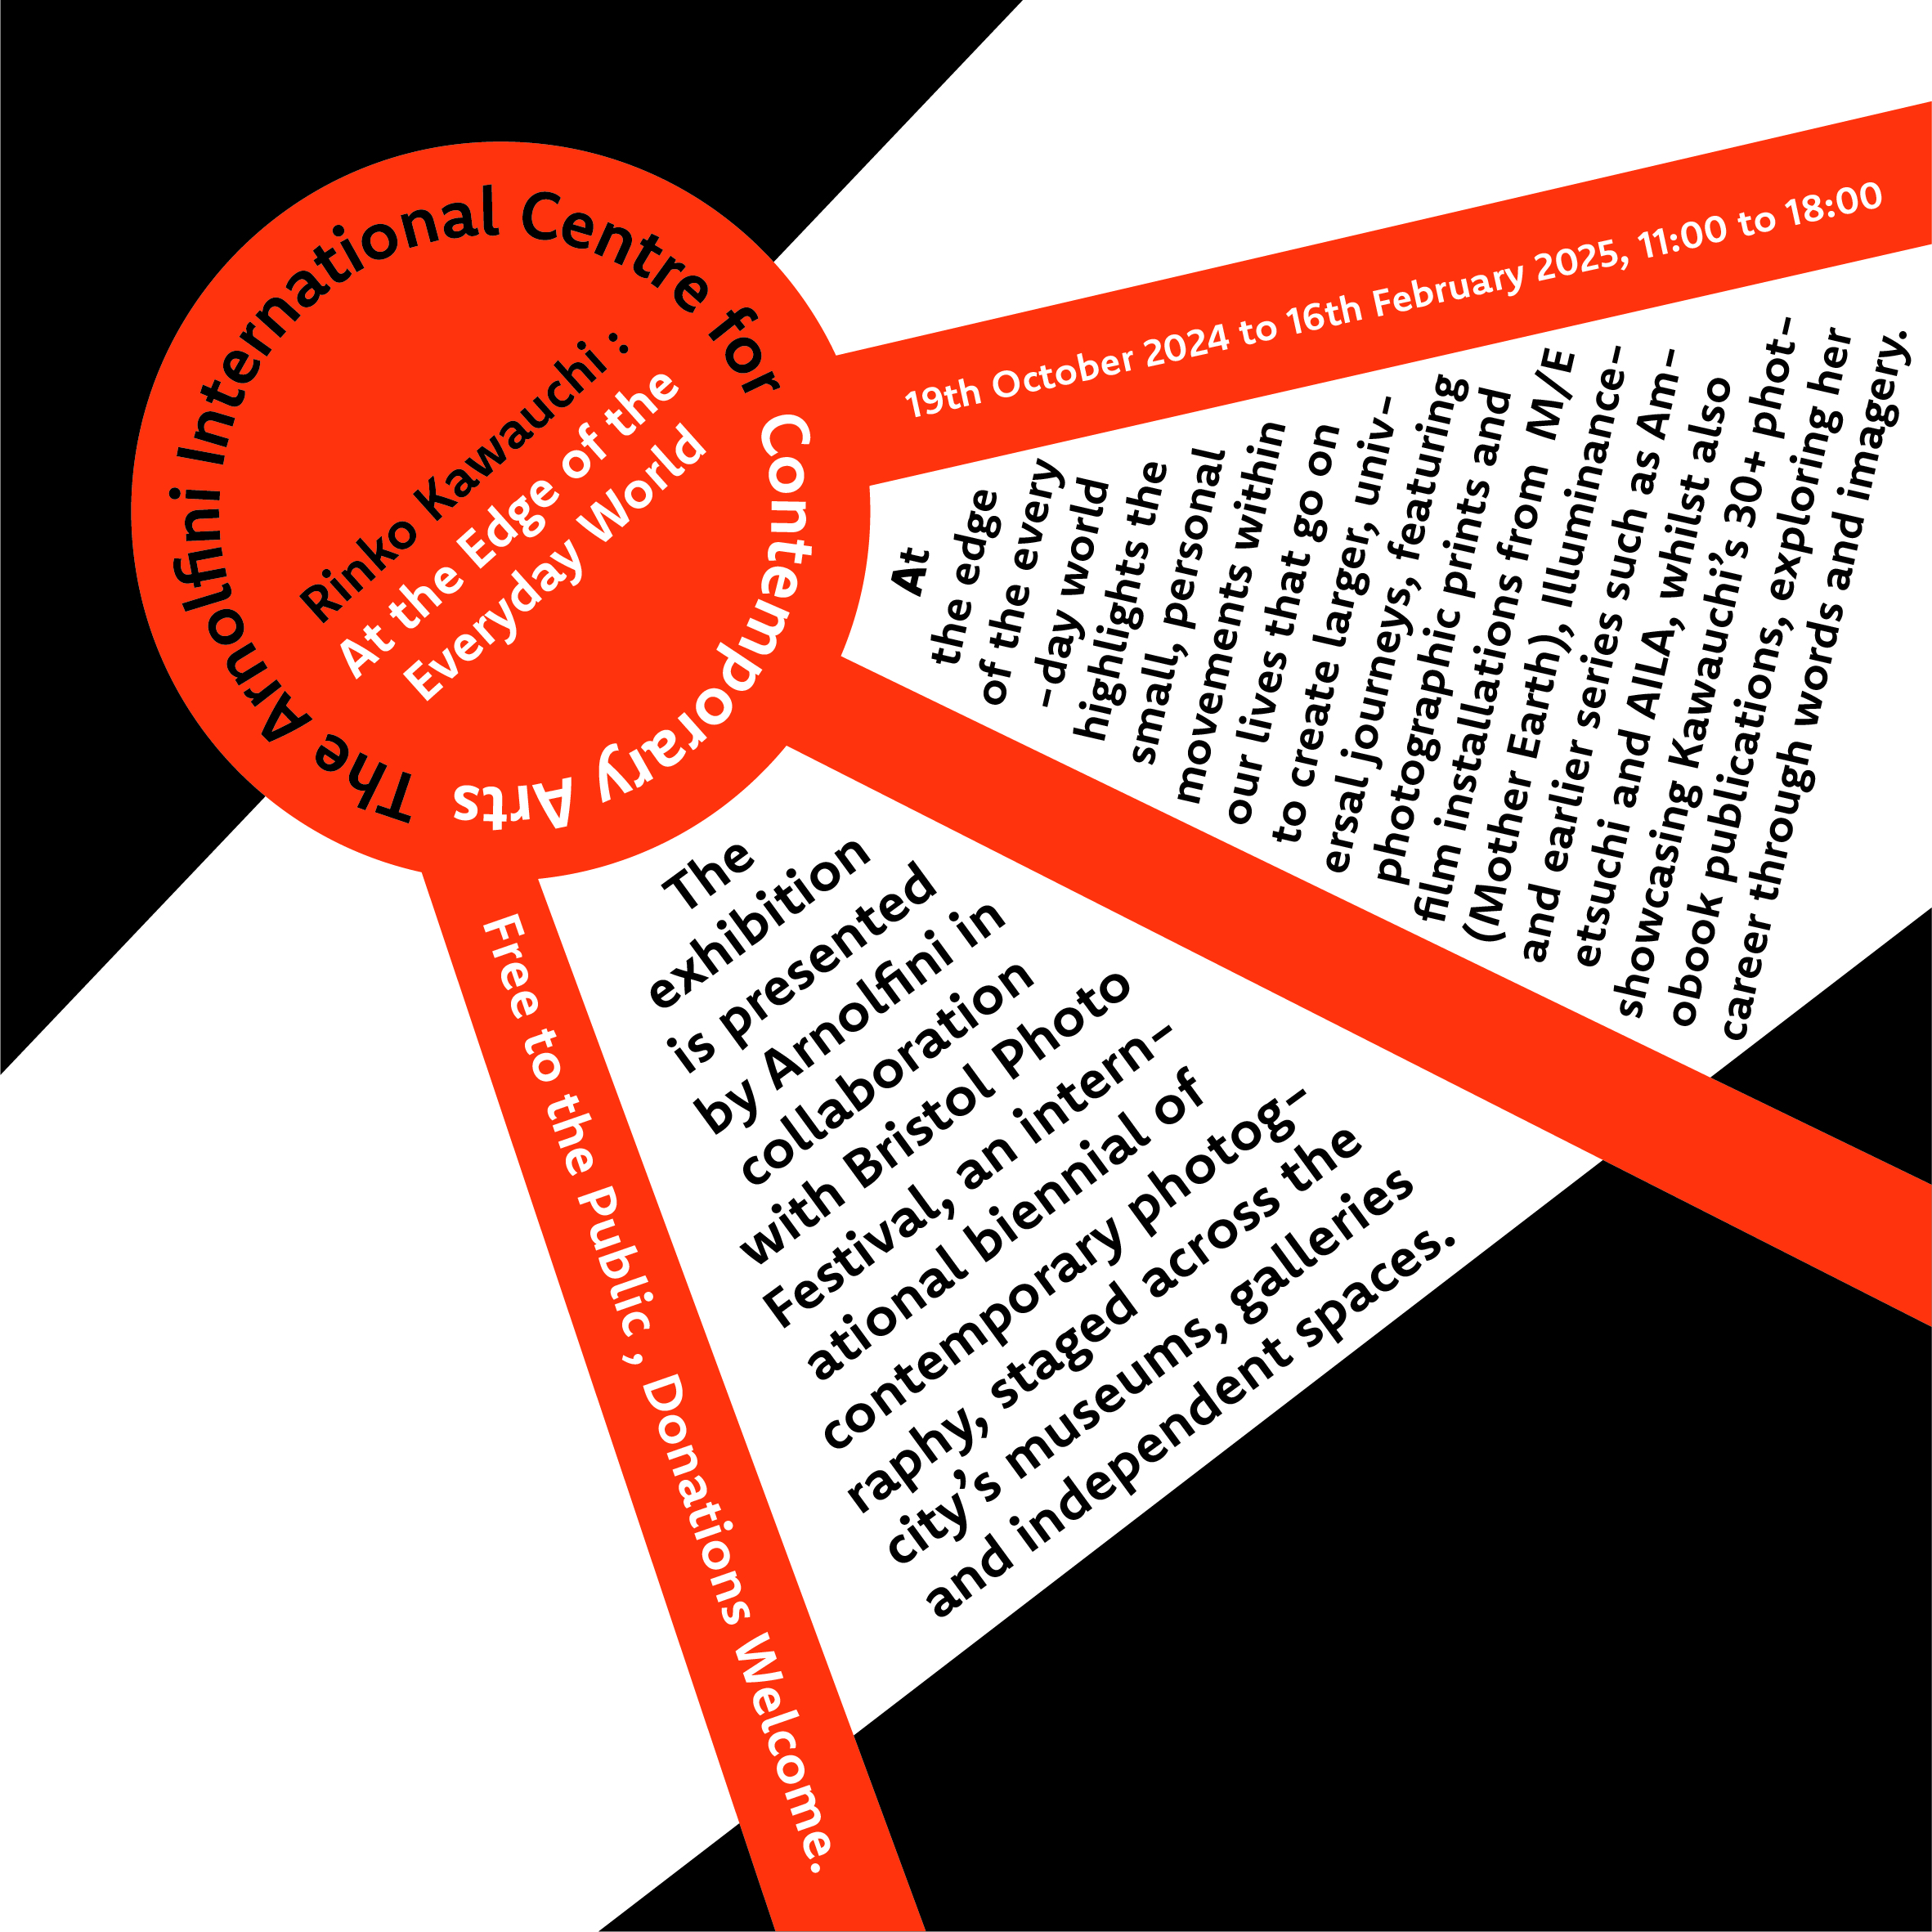 The Arnolfini International Centre for Contemporary Arts
Rinko Kawauchi :
At the Edge of the
Everyday World
19th October 2024 to 16th February 2025, 11:00 to 18:00
At
the edge
of the every
-day world
highlights the
small, personal
movements within
our lives that go on
to create larger, univ-
ersal journeys, featuring
photographic prints and
film installations from M/E
(Mother Earth), Illuminance-
and earlier series such as Am-
etsuchi and AILA, whilst also
showcasing Kawauchi's 30+ phot-
obook publications, exploring her
career through words and imagery.
The
exhibition
is presented
by Arnolfini in
collaboration
with Bristol Photo
Festival, an intern-
ational biennial of
contemporary photog-
raphy, staged across the
city's museums, galleries
and independent spaces.
Free to the Public , Donations Welcome.